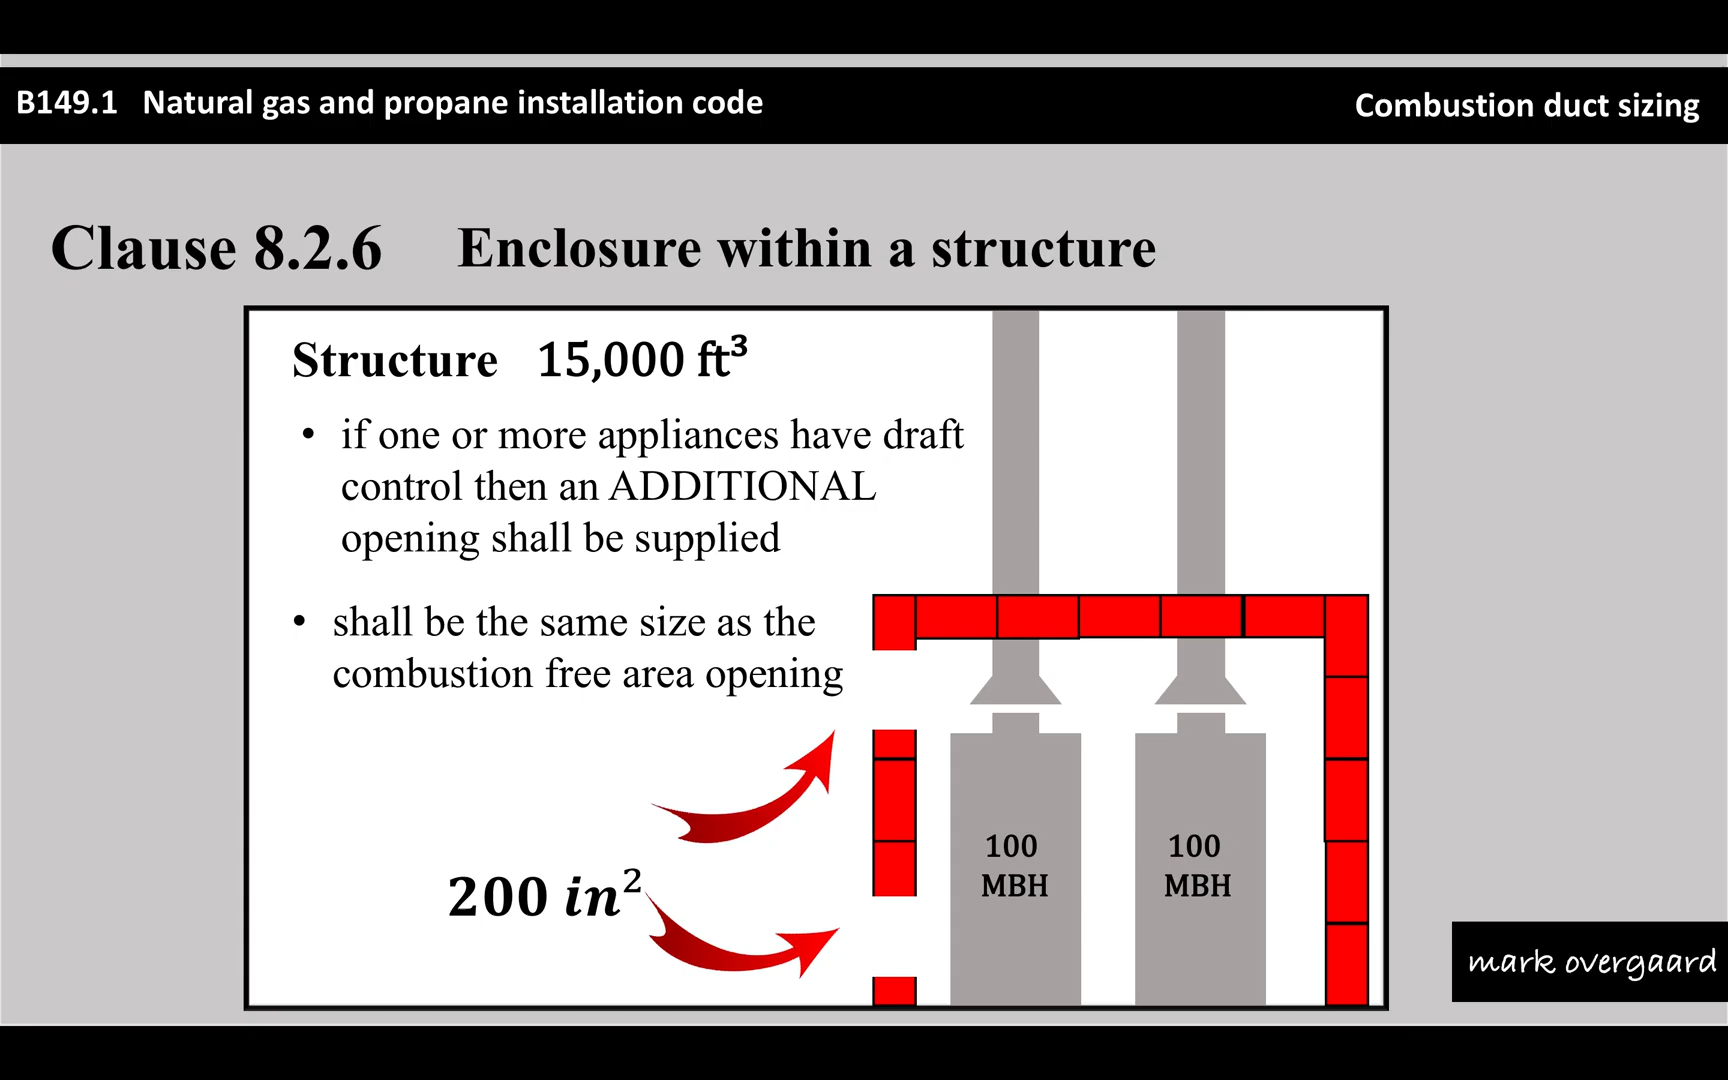 B149.1 Natural gas and propane installation code
Combustion duct sizing
Clause 8.2.6 Enclosure within a structure
Structure 15,000 ft³
• if one or more appliances have draft
control then an ADDITIONAL
opening shall be supplied
• shall be the same size as the
combustion free area opening
200 in²
100
MBH
100
MBH
mark overgaard